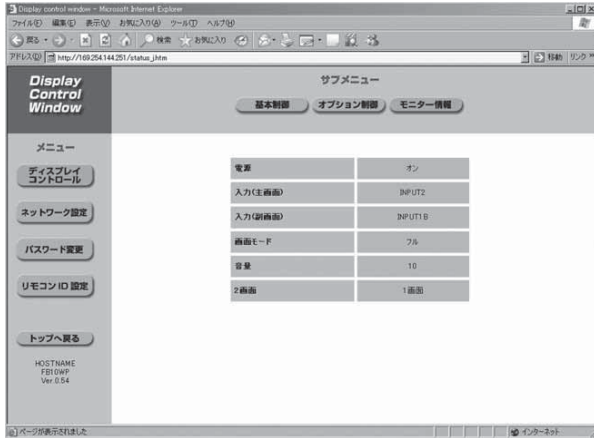 Display control window - Microsoft Internet Explorer
ファイル(F) 編集(E) 表示(V) お気に入り(A) ツール(T) ヘルプ(H)
戻る 検索 お気に入り
アドレス(D) http://169.254.144.251/status_j.htm 移動 リンク
Display
Control
Window
サブメニュー
基本制御 オプション制御 モニター情報
メニュー
ディスプレイ
コントロール
ネットワーク設定
パスワード変更
リモコン ID 設定
トップへ戻る
HOSTNAME
FB10WP
Ver.0.54
電源 オン
入力(主画面) INPUT2
入力(副画面) INPUT1B
画面モード フル
音量 10
2画面 1画面
ページが表示されました インターネット